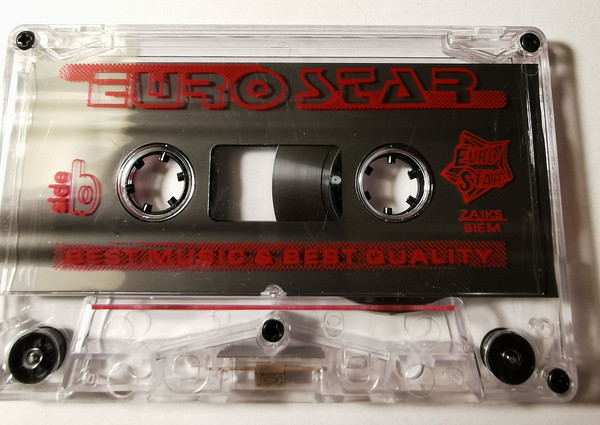 EURO STAR
side b
EURO
STAR
ZAIKS
BIEM
BEST MUSIC & BEST QUALITY